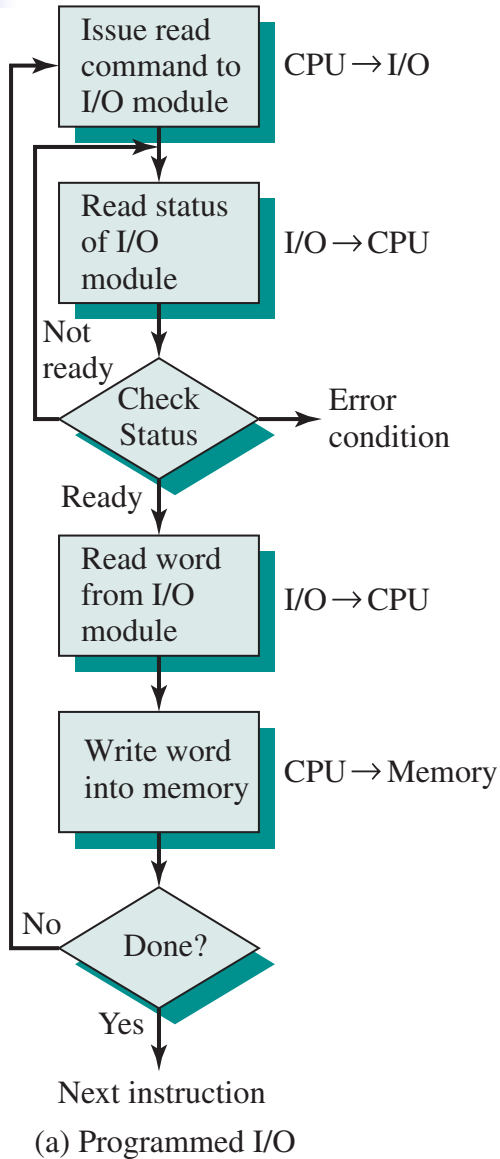 Issue read
command to
I/O module
CPU → I/O
Read status
of I/O
module
I/O → CPU
Not
ready
Check
Status
Error
condition
Ready
Read word
from I/O
module
I/O → CPU
Write word
into memory
CPU → Memory
No
Done?
Yes
Next instruction
(a) Programmed I/O